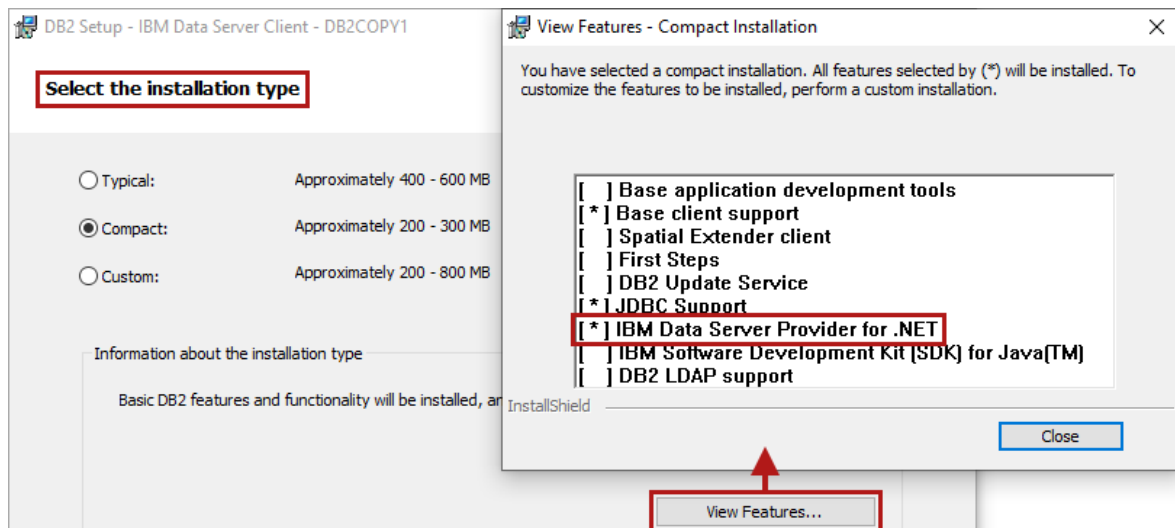 DB2 Setup - IBM Data Server Client - DB2COPY1
Select the installation type
Typical: Approximately 400 - 600 MB
Compact: Approximately 200 - 300 MB
Custom: Approximately 200 - 800 MB
Information about the installation type
Basic DB2 features and functionality will be installed,
View Features...
View Features - Compact Installation
You have selected a compact installation. All features selected by (*) will be installed. To
customize the features to be installed, perform a custom installation.
[ ] Base application development tools
[*] Base client support
[ ] Spatial Extender client
[ ] First Steps
[ ] DB2 Update Service
[*] JDBC Support
[*] IBM Data Server Provider for .NET
[ ] IBM Software Development Kit (SDK) for Java(TM)
[ ] DB2 LDAP support
InstallShield
Close